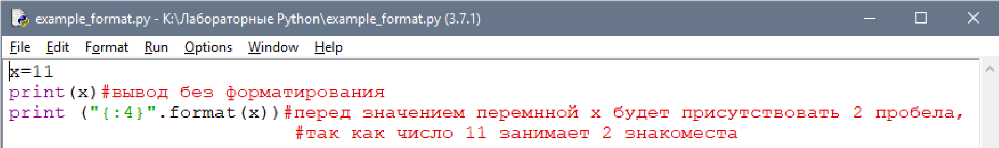 example_format.py - K:\Лабораторные Python\example_format.py (3.7.1)
File Edit Format Run Options Window Help
x=11
print(x)#вывод без форматирования
print ("{:4}".format(x))#перед значением перемнной x будет присутствовать 2 пробела,
#так как число 11 занимает 2 знакоместа